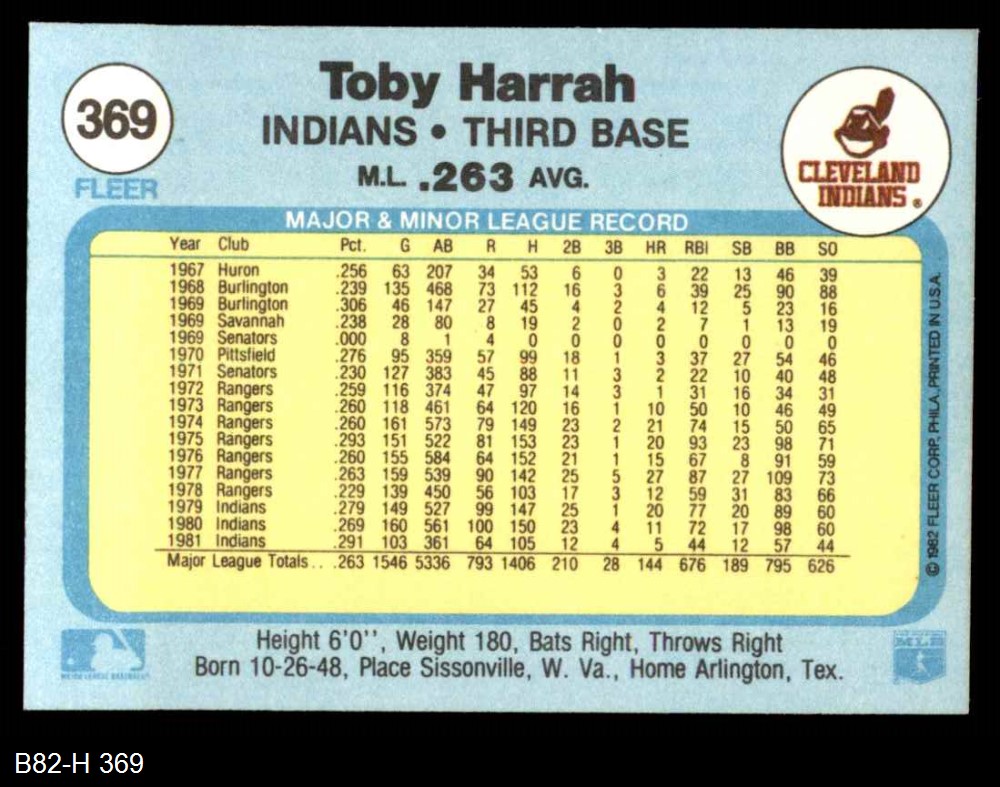 369
FLEER
Toby Harrah
INDIANS • THIRD BASE
M.L. .263 AVG.
CLEVELAND
INDIANS ®
MAJOR & MINOR LEAGUE RECORD
Year Club Pct. G AB R H 2B 3B HR RBI SB BB SO
1967 Huron .256 63 207 34 53 6 0 3 22 13 46 39
1968 Burlington .239 135 468 73 112 16 3 6 39 25 90 88
1969 Burlington .306 46 147 27 45 4 2 4 12 5 23 16
1969 Savannah .238 28 80 8 19 2 0 2 7 1 13 19
1969 Senators .000 8 1 4 0 0 0 0 0 0 0 0
1970 Pittsfield .276 95 359 57 99 18 1 3 37 27 54 46
1971 Senators .230 127 383 45 88 11 3 2 22 10 40 48
1972 Rangers .259 116 374 47 97 14 3 1 31 16 34 31
1973 Rangers .260 118 461 64 120 16 1 10 50 10 46 49
1974 Rangers .260 161 573 79 149 23 2 21 74 15 50 65
1975 Rangers .293 151 522 81 153 23 1 20 93 23 98 71
1976 Rangers .260 155 584 64 152 21 1 15 67 8 91 59
1977 Rangers .263 159 539 90 142 25 5 27 87 27 109 73
1978 Rangers .229 139 450 56 103 17 3 12 59 31 83 66
1979 Indians .279 149 527 99 147 25 1 20 77 20 89 60
1980 Indians .269 160 561 100 150 23 4 11 72 17 98 60
1981 Indians .291 103 361 64 105 12 4 5 44 12 57 44
Major League Totals .. .263 1546 5336 793 1406 210 28 144 676 189 795 626
© 1982 FLEER CORP., PHILA., PRINTED IN U.S.A.
Height 6'0'', Weight 180, Bats Right, Throws Right
Born 10-26-48, Place Sissonville, W. Va., Home Arlington, Tex.
MAJOR LEAGUE BASEBALL
MLB
B82-H 369